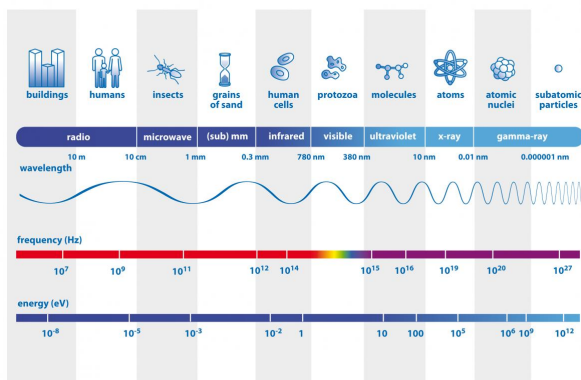 buildings humans insects grains of sand human cells protozoa molecules atoms atomic nuclei subatomic particles
radio microwave (sub) mm infrared visible ultraviolet x-ray gamma-ray
10 m 10 cm 1 mm 0.3 mm 780 nm 380 nm 10 nm 0.01 nm 0.000001 nm
wavelength
frequency (Hz)
10⁷ 10⁹ 10¹¹ 10¹² 10¹⁴ 10¹⁵ 10¹⁶ 10¹⁹ 10²⁰ 10²⁷
energy (eV)
10⁻⁸ 10⁻⁵ 10⁻³ 10⁻² 1 10 100 10⁵ 10⁶ 10⁹ 10¹²